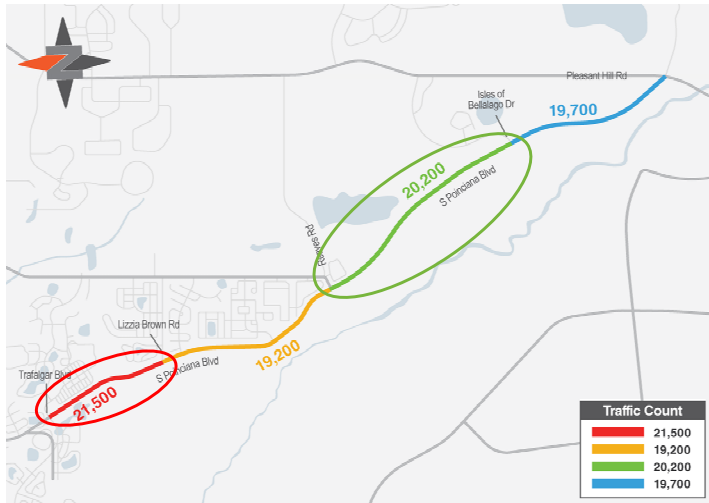 Pleasant Hill Rd
Isles of
Bellalago Dr
19,700
20,200
S Poinciana Blvd
Reaves Rd
Lizzia Brown Rd
19,200
S Poinciana Blvd
Trafalgar Blvd
21,500
Traffic Count
21,500
19,200
20,200
19,700